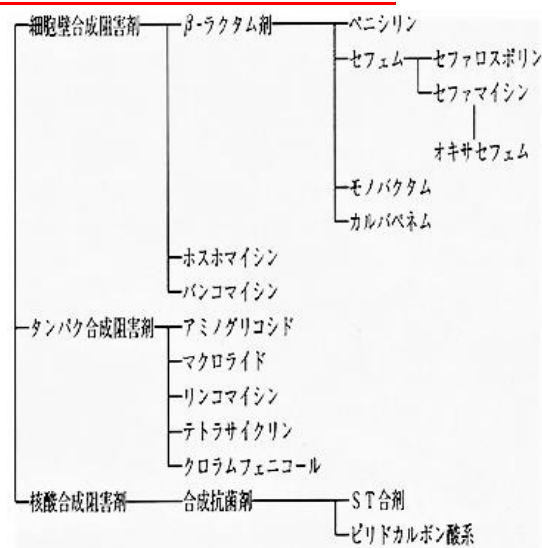 細胞壁合成阻害剤 β-ラクタム剤 ペニシリン
セフェム セファロスポリン
セファマイシン
オキサセフェム
モノバクタム
カルバペネム
ホスホマイシン
バンコマイシン
タンパク合成阻害剤 アミノグリコシド
マクロライド
リンコマイシン
テトラサイクリン
クロラムフェニコール
核酸合成阻害剤 合成抗菌剤 ST合剤
ピリドカルボン酸系